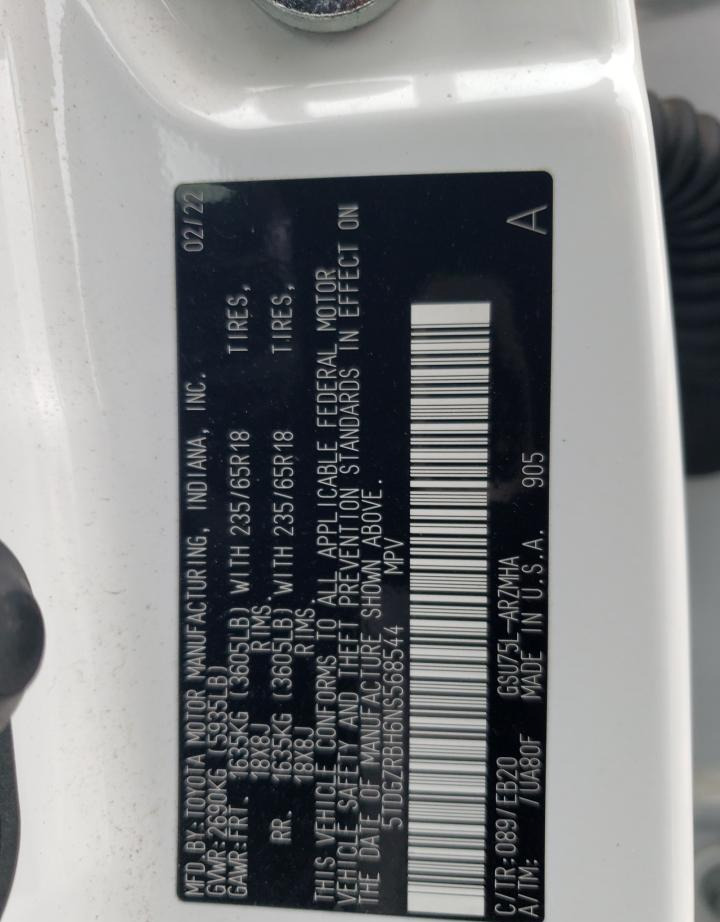 MFD.BY:TOYOTA MOTOR MANUFACTURING, INDIANA, INC. 02/22
GVWR:2690KG (5935LB)
GAWR:FRT. 1635KG (3605LB) WITH 235/65R18 TIRES,
18X8J RIMS,
RR. 1635KG (3605LB) WITH 235/65R18 TIRES,
18X8J RIMS
THIS VEHICLE CONFORMS TO ALL APPLICABLE FEDERAL MOTOR
VEHICLE SAFETY AND THEFT PREVENTION STANDARDS IN EFFECT ON
THE DATE OF MANUFACTURE SHOWN ABOVE.
5TDGZRBH6NS568544 MPV
C/TR:089/EB20 GSU75L-ARZMHA A
A/TM: /UA80F MADE IN U.S.A. 905